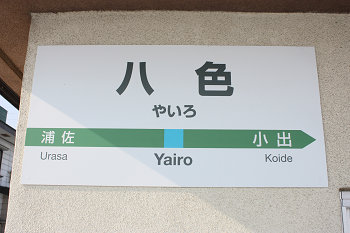 八色
やいろ
浦佐 小出
Urasa Yairo Koide